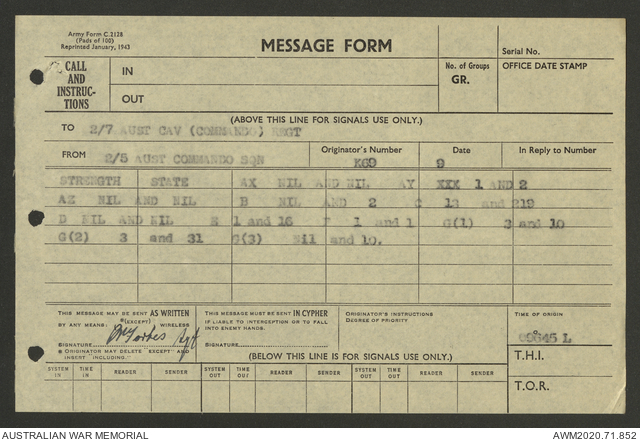 Army Form C.2128
(Pads of 100)
Reprinted January, 1943
MESSAGE FORM
Serial No.
CALL AND INSTRUC-TIONS
IN
OUT
No. of Groups
GR.
OFFICE DATE STAMP
(ABOVE THIS LINE FOR SIGNALS USE ONLY.)
TO 2/7 AUST CAV (COMMANDO) REGT
FROM 2/5 AUST COMMANDO SQN
Originator's Number K69
Date 9
In Reply to Number
STRENGTH STATE AX NIL AND NIL AY XXX 1 AND 2
AZ NIL AND NIL B NIL AND 2 C 13 and 219
D NIL AND NIL E 1 and 16 F 1 and 1 G(1) 3 and 10
G(2) 3 and 31 G(3) Nil and 10.
THIS MESSAGE MAY BE SENT AS WRITTEN
BY ANY MEANS. *(EXCEPT) WIRELESS
SIGNATURE Forbes
* ORIGINATOR MAY DELETE "EXCEPT" AND INSERT "INCLUDING."
THIS MESSAGE MUST BE SENT IN CYPHER
IF LIABLE TO INTERCEPTION OR TO FALL
INTO ENEMY HANDS.
SIGNATURE
ORIGINATOR'S INSTRUCTIONS
DEGREE OF PRIORITY
TIME OF ORIGIN
L
T.H.I.
T.O.R.
(BELOW THIS LINE IS FOR SIGNALS USE ONLY.)
SYSTEM IN TIME IN READER SENDER SYSTEM OUT TIME OUT READER SENDER SYSTEM OUT TIME OUT READER SENDER
AUSTRALIAN WAR MEMORIAL
AWM2020.71.852